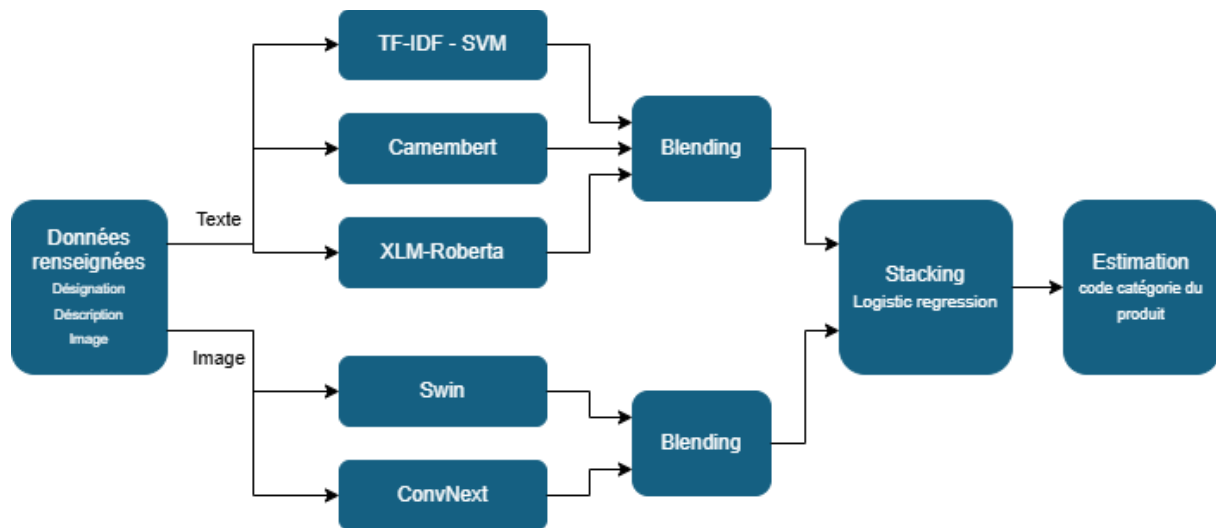 Données
renseignées
Désignation
Déscription
Image
Texte
Image
TF-IDF - SVM
Camembert
XLM-Roberta
Swin
ConvNext
Blending
Blending
Stacking
Logistic regression
Estimation
code catégorie du
produit